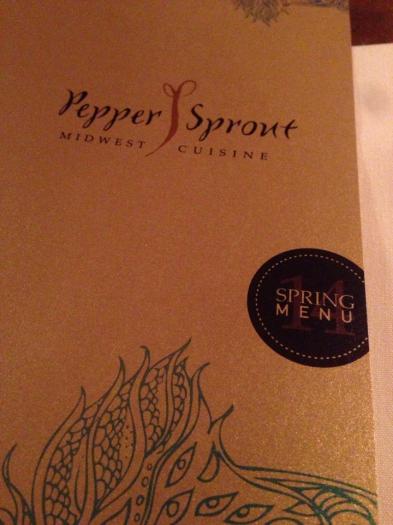 Pepper Sprout
MIDWEST CUISINE
14
SPRING
MENU